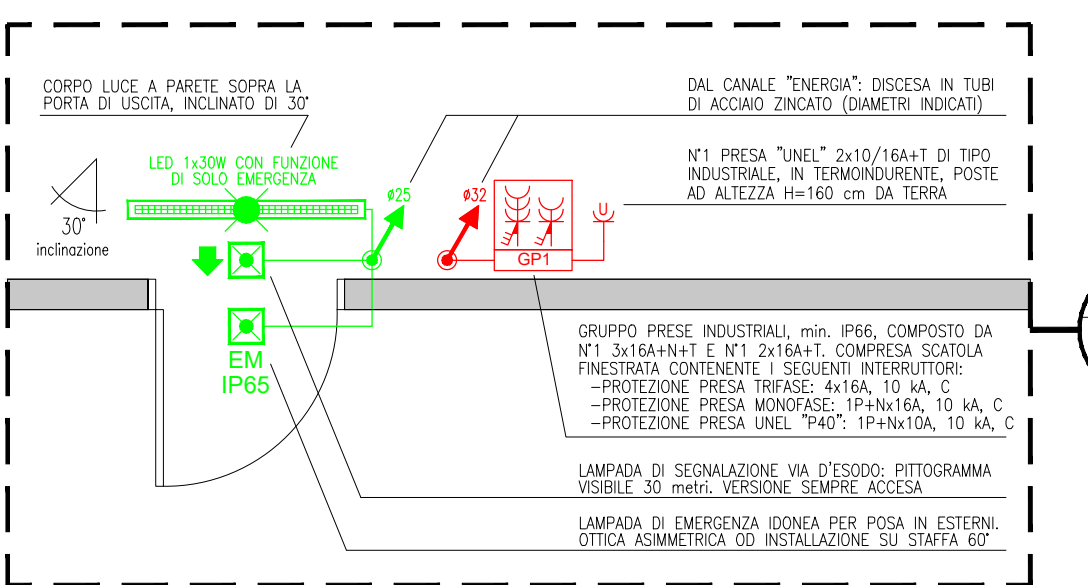 CORPO LUCE A PARETE SOPRA LA
PORTA DI USCITA, INCLINATO DI 30°
LED 1x30W CON FUNZIONE
DI SOLO EMERGENZA
30°
inclinazione
EM
IP65
ø25
ø32
GP1
U
DAL CANALE "ENERGIA": DISCESA IN TUBI
DI ACCIAIO ZINCATO (DIAMETRI INDICATI)
N°1 PRESA "UNEL" 2x10/16A+T DI TIPO
INDUSTRIALE, IN TERMOINDURENTE, POSTE
AD ALTEZZA H=160 cm DA TERRA
GRUPPO PRESE INDUSTRIALI, min. IP66, COMPOSTO DA
N°1 3x16A+N+T E N°1 2x16A+T. COMPRESA SCATOLA
FINESTRATA CONTENENTE I SEGUENTI INTERRUTTORI:
-PROTEZIONE PRESA TRIFASE: 4x16A, 10 kA, C
-PROTEZIONE PRESA MONOFASE: 1P+Nx16A, 10 kA, C
-PROTEZIONE PRESA UNEL "P40": 1P+Nx10A, 10 kA, C
LAMPADA DI SEGNALAZIONE VIA D'ESODO: PITTOGRAMMA
VISIBILE 30 metri. VERSIONE SEMPRE ACCESA
LAMPADA DI EMERGENZA IDONEA PER POSA IN ESTERNI.
OTTICA ASIMMETRICA OD INSTALLAZIONE SU STAFFA 60°